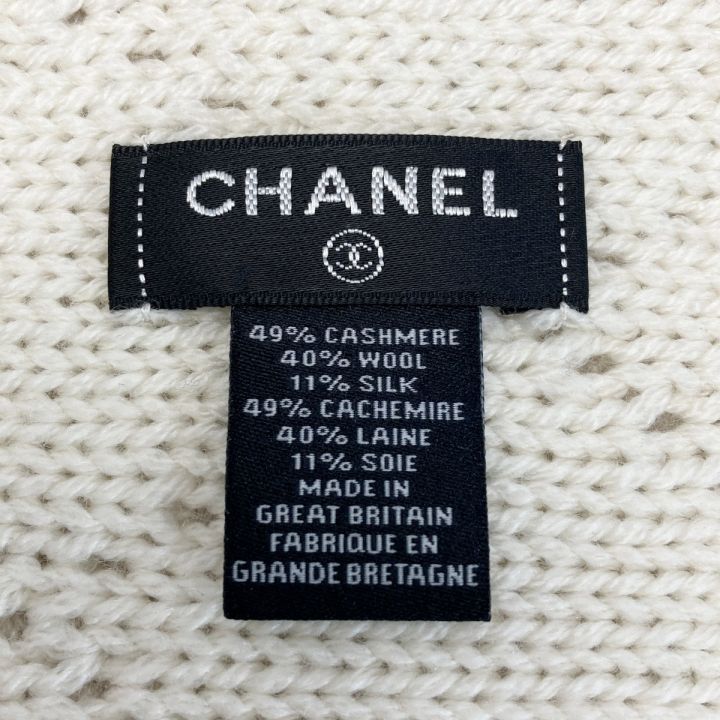 CHANEL
49% CASHMERE
40% WOOL
11% SILK
49% CACHEMIRE
40% LAINE
11% SOIE
MADE IN
GREAT BRITAIN
FABRIQUE EN
GRANDE BRETAGNE